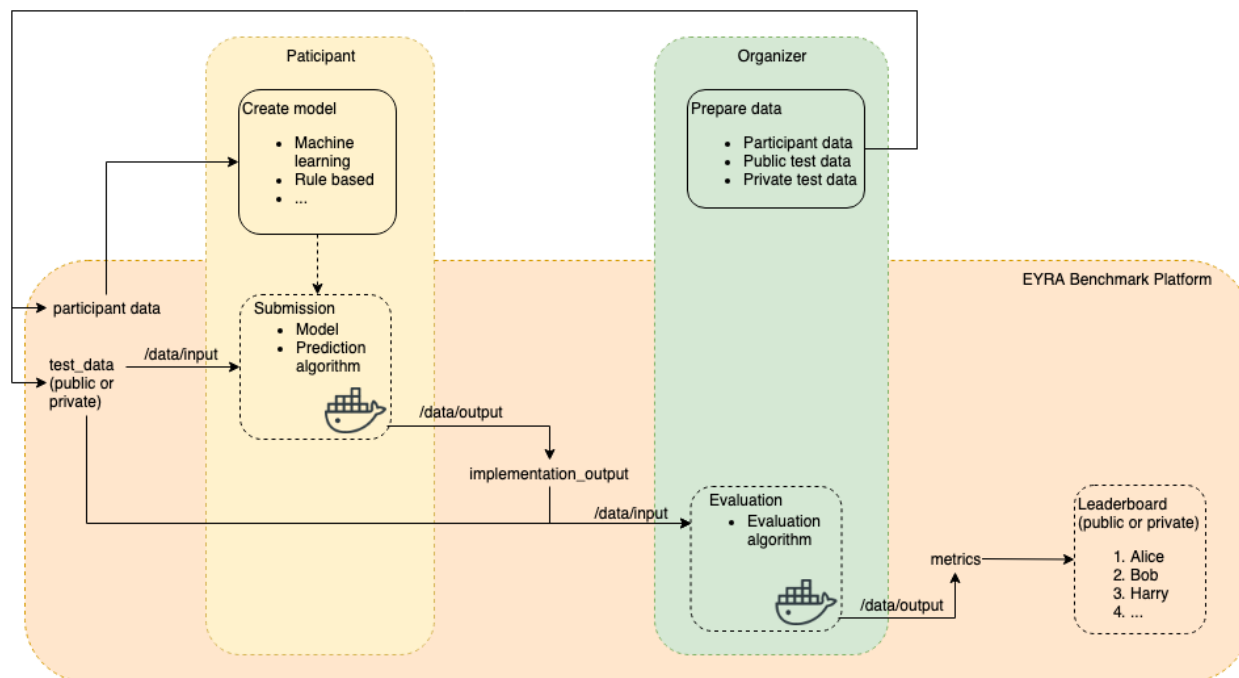 Paticipant
Organizer
Create model
Machine
learning
Rule based
...
Prepare data
Participant data
Public test data
Private test data
EYRA Benchmark Platform
participant data
Submission
Model
Prediction
algorithm
/data/input
test_data
(public or
private)
/data/output
implementation_output
/data/input
Evaluation
Evaluation
algorithm
Leaderboard
(public or private)
1. Alice
2. Bob
3. Harry
4. ...
metrics
/data/output